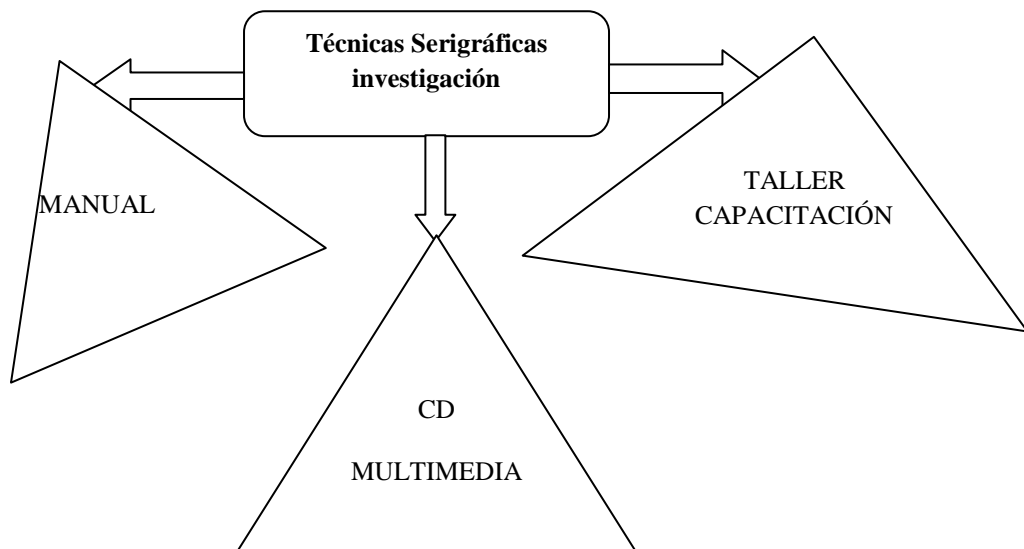 Técnicas Serigráficas
investigación
MANUAL
TALLER
CAPACITACIÓN
CD
MULTIMEDIA